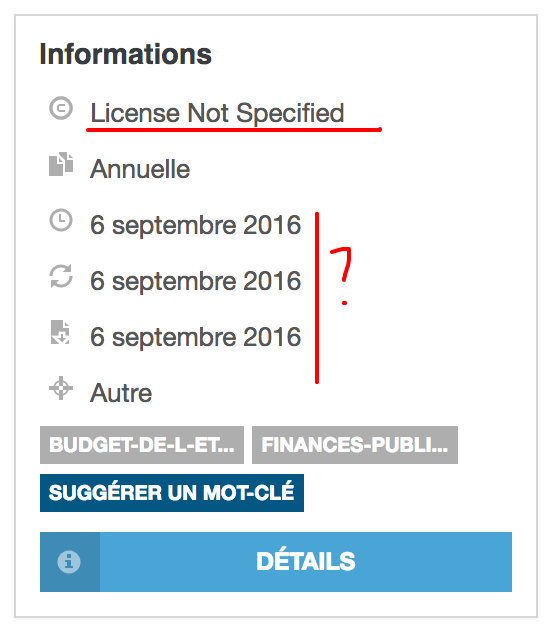 Informations
License Not Specified
Annuelle
6 septembre 2016
6 septembre 2016
?
6 septembre 2016
Autre
BUDGET-DE-L-ET... FINANCES-PUBLI...
SUGGÉRER UN MOT-CLÉ
DÉTAILS